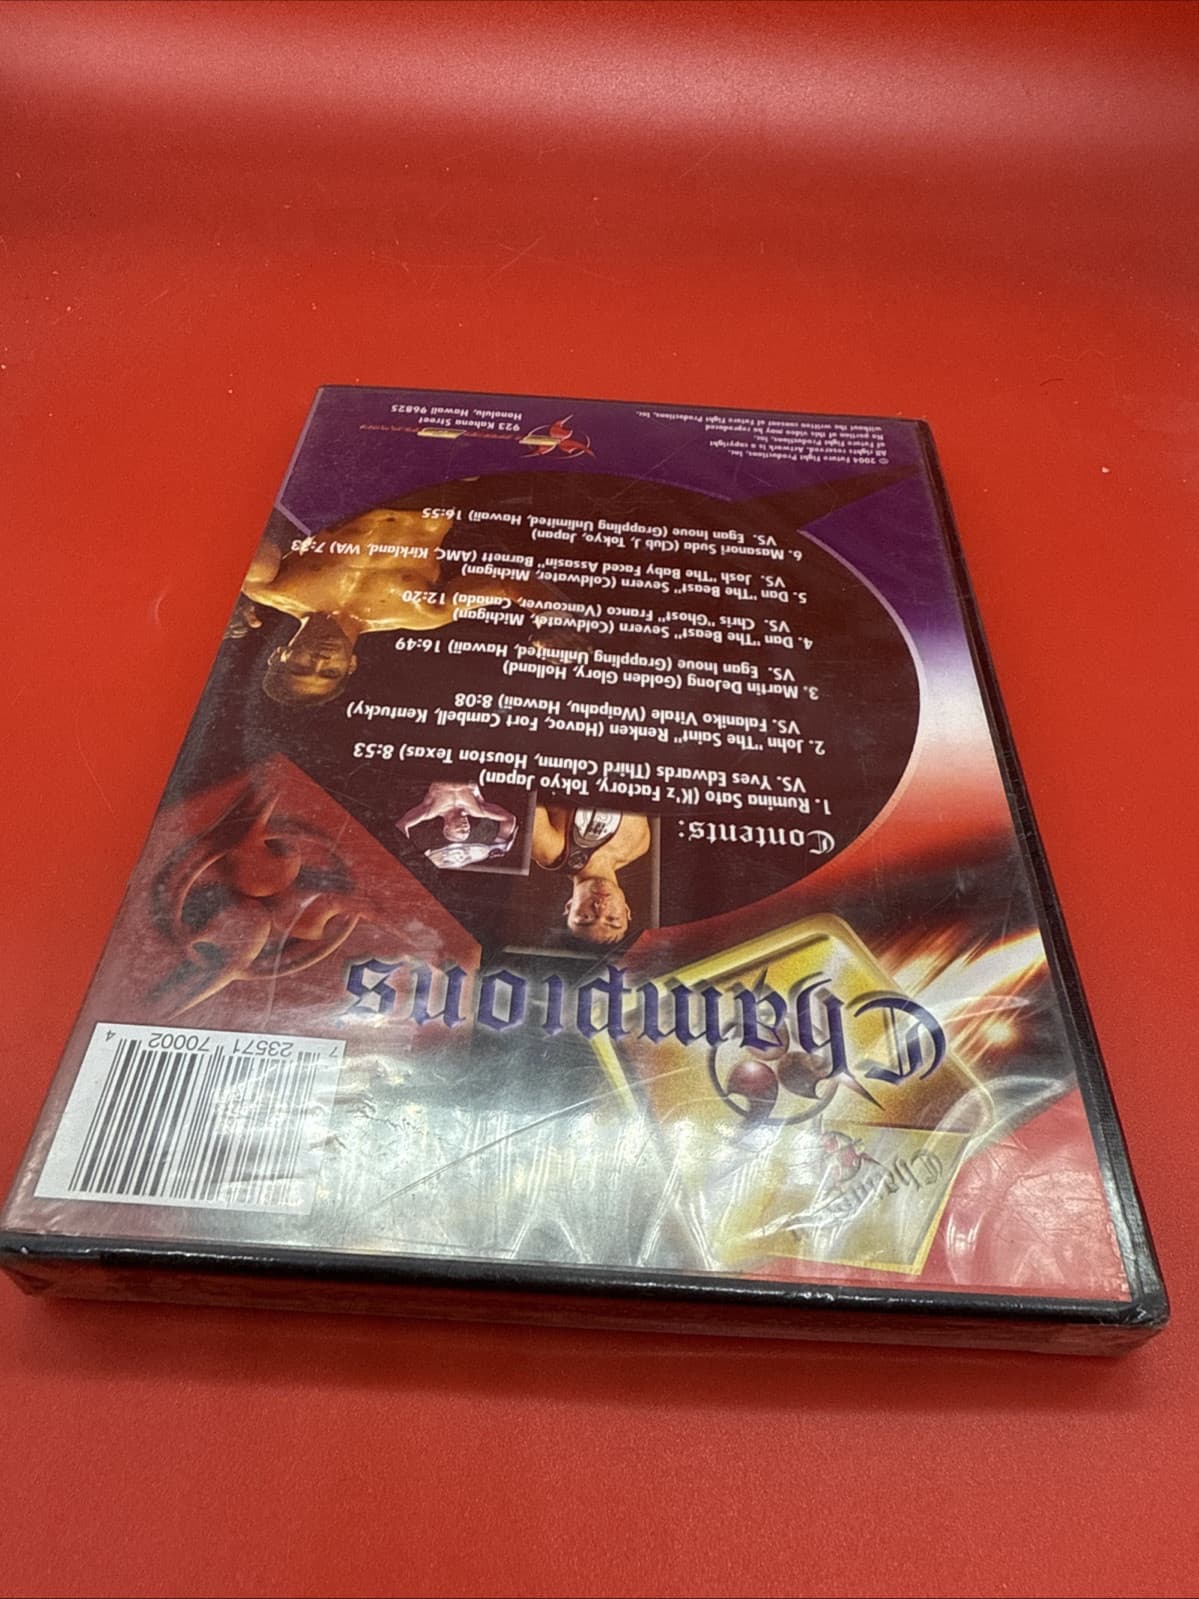 Champions
Contents:
1. Rumina Sato (K'z Factory, Tokyo Japan)
VS. Yves Edwards (Third Column, Houston Texas) 8:53
2. John "The Saint" Renken (Havoc, Fort Cambell, Kentucky)
VS. Falaniko Vitale (Waipahu, Hawaii) 8:08
3. Martin DeJong (Golden Glory, Holland)
VS. Egan Inoue (Grappling Unlimited, Hawaii) 16:49
4. Dan "The Beast" Severn (Coldwater, Michigan)
VS. Chris "Ghost" Franco (Vancouver, Canada) 12:20
5. Dan "The Beast" Severn (Coldwater, Michigan)
VS. Josh "The Baby Faced Assasin" Barnett (AMC, Kirkland, WA) 7:33
6. Masanori Suda (Club J, Tokyo, Japan)
VS. Egan Inoue (Grappling Unlimited, Hawaii) 16:55
© 2004 Future Fight Productions, Inc.
All rights reserved. Artwork is a copyright
of Future Fight Productions, Inc.
No portion of this video may be reproduced
without the written consent of Future Fight Productions, Inc.
923 Kahena Street
Honolulu, Hawaii 96825
7 23571 70002 4